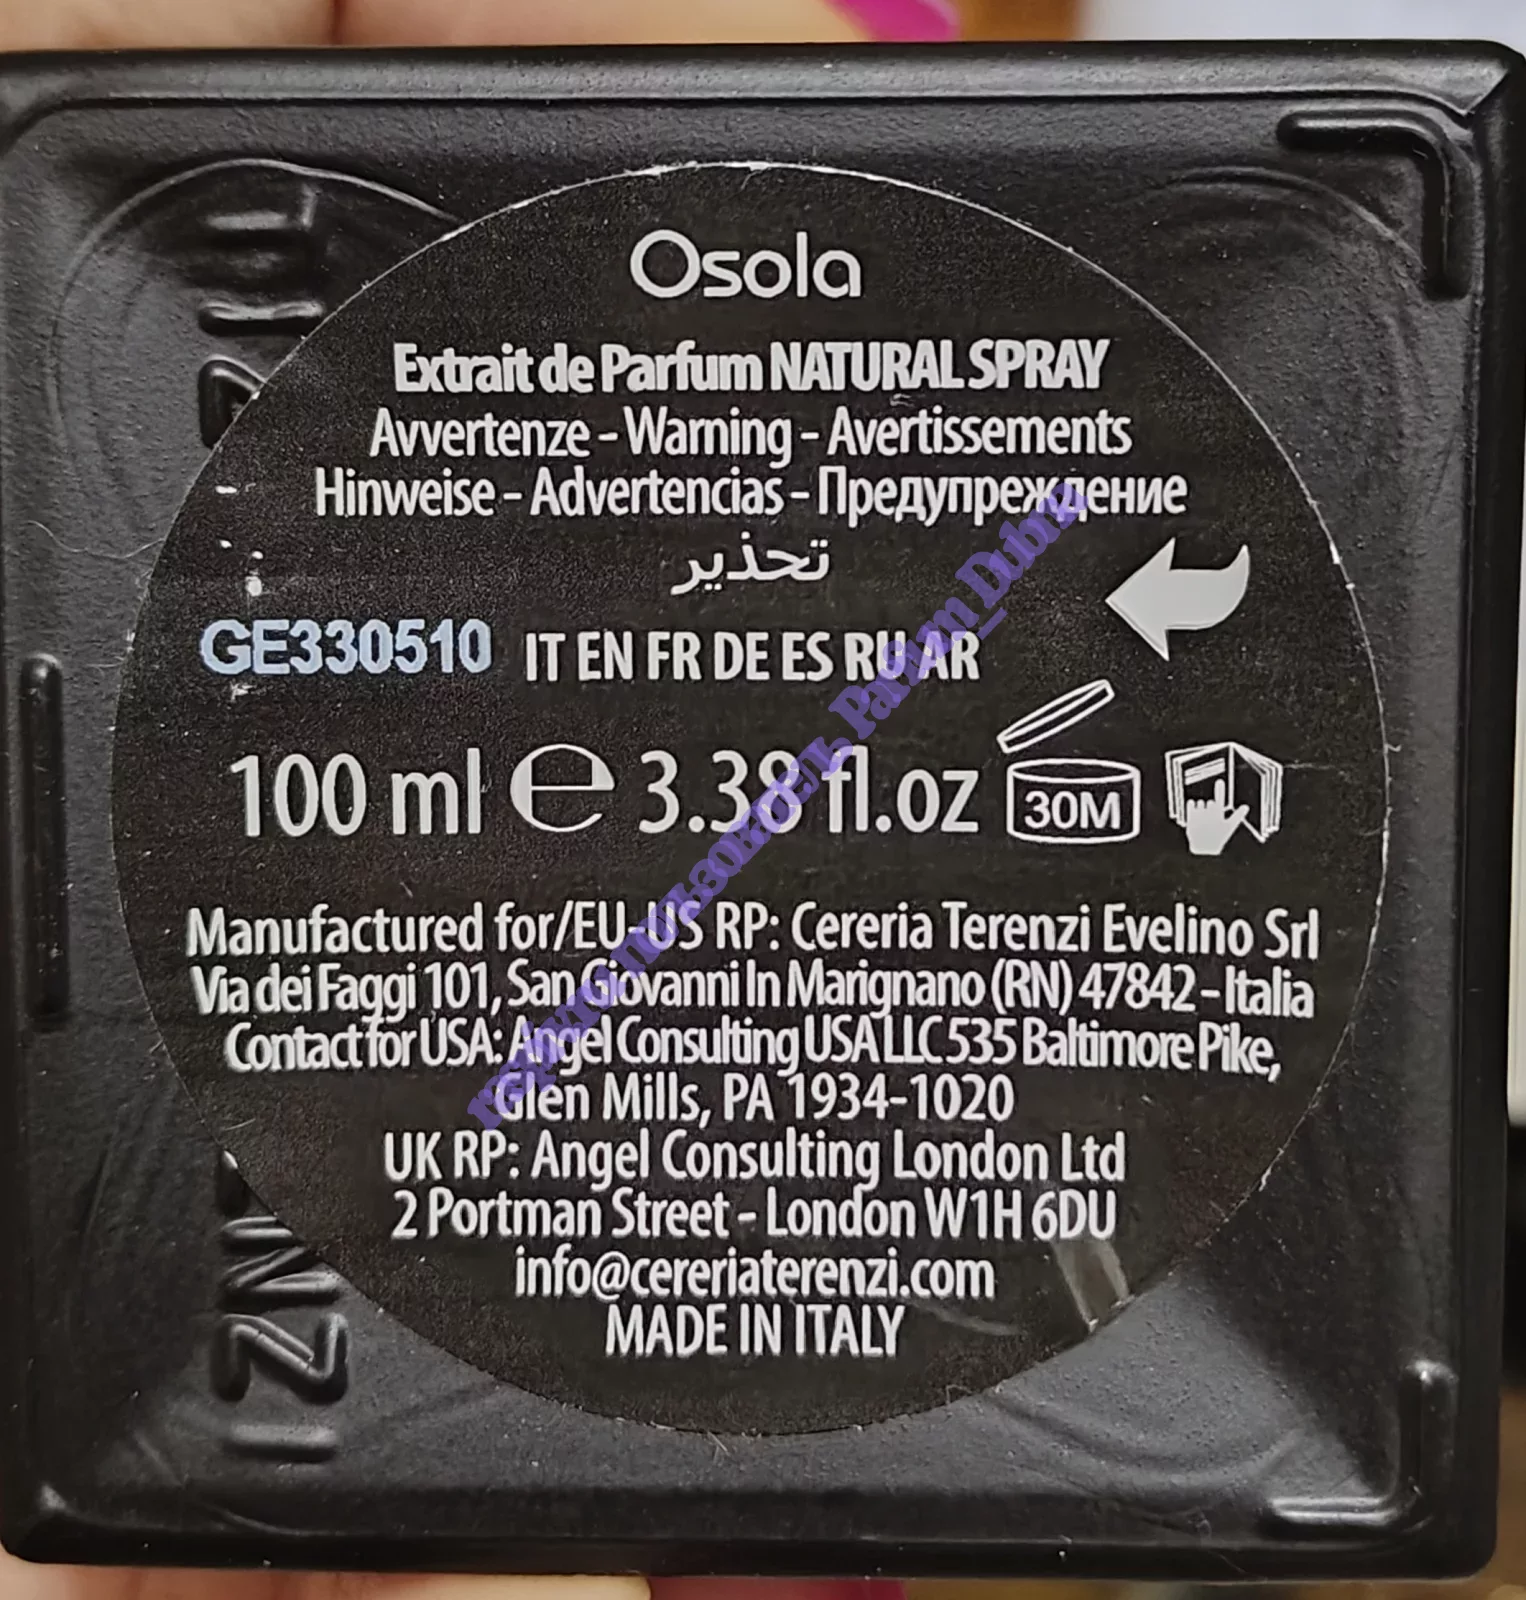 Osola
Extrait de Parfum NATURAL SPRAY
Avvertenze - Warning - Avertissements
Hinweise - Advertencias - Предупреждение
تحذير
GE330510 IT EN FR DE ES RU AR
100 ml e 3.38 fl.oz 30M
Manufactured for/EU-US RP: Cereria Terenzi Evelino Srl
Via dei Faggi 101, San Giovanni In Marignano (RN) 47842 - Italia
Contact for USA: Angel Consulting USA LLC 535 Baltimore Pike,
Glen Mills, PA 1934-1020
UK RP: Angel Consulting London Ltd
2 Portman Street - London W1H 6DU
info@cereriaterenzi.com
MADE IN ITALY